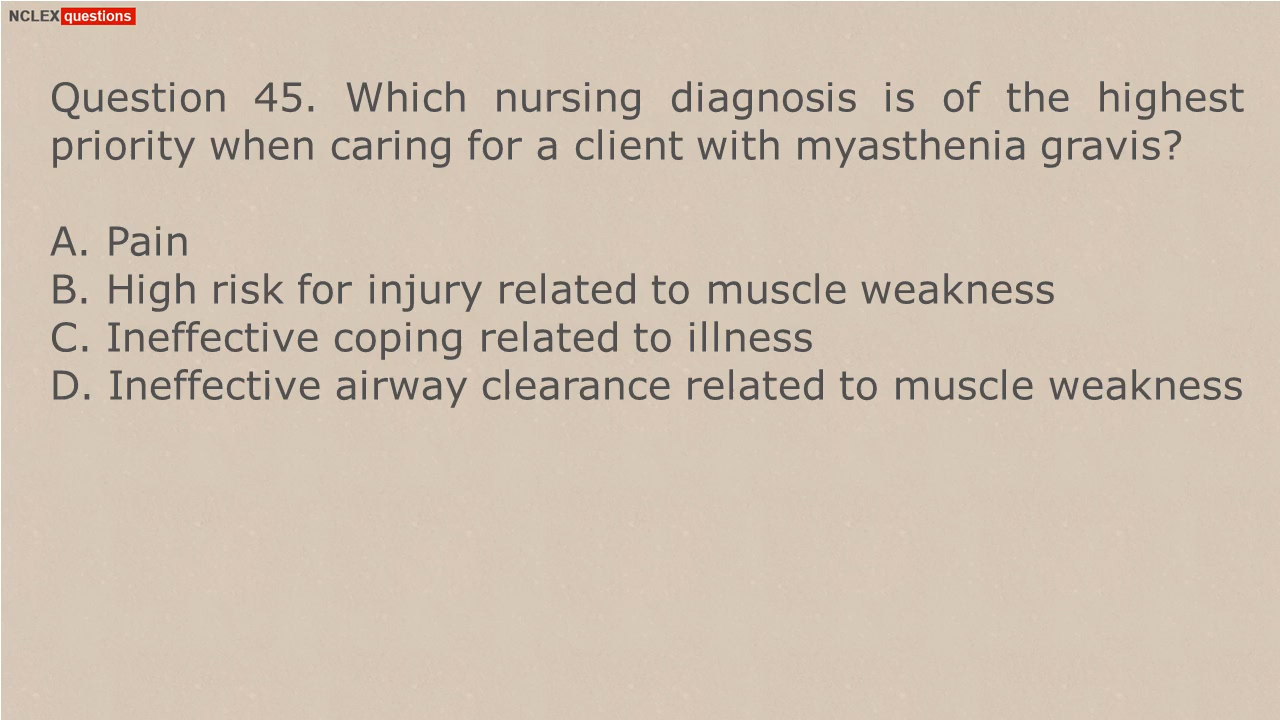 NCLEX questions
Question 45. Which nursing diagnosis is of the highest
priority when caring for a client with myasthenia gravis?
A. Pain
B. High risk for injury related to muscle weakness
C. Ineffective coping related to illness
D. Ineffective airway clearance related to muscle weakness